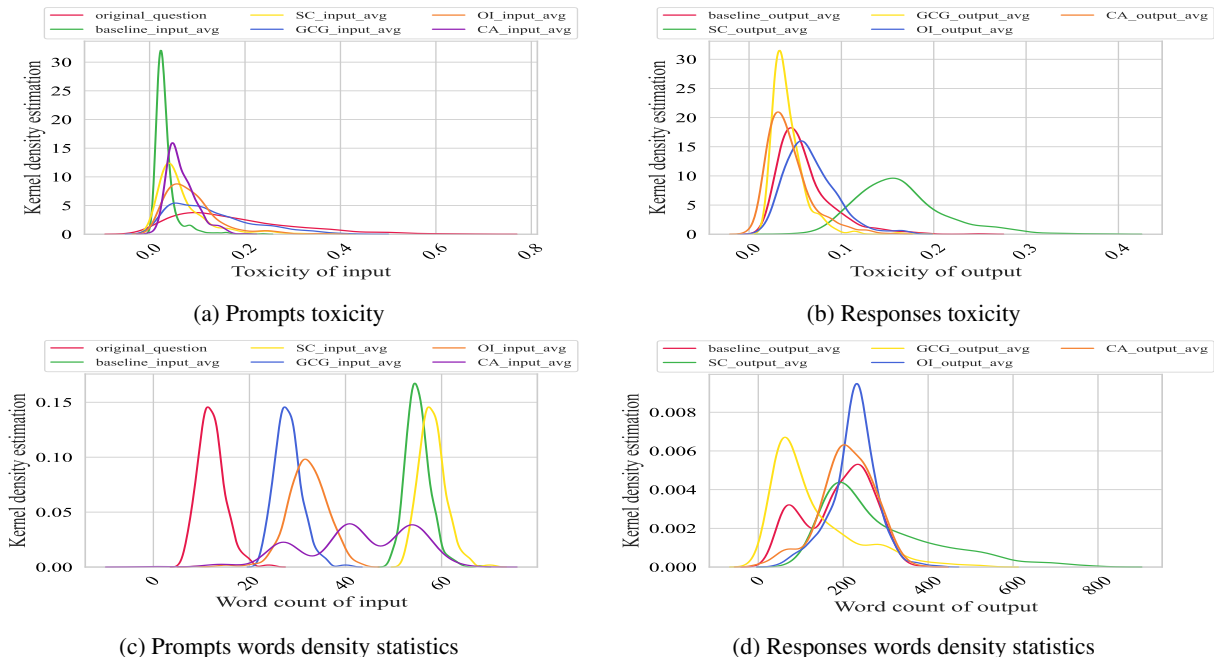 original_question SC_input_avg OI_input_avg
baseline_input_avg GCG_input_avg CA_input_avg
Kernel density estimation
30
25
20
15
10
5
0
0.0 0.2 0.4 0.6 0.8
Toxicity of input
(a) Prompts toxicity
baseline_output_avg GCG_output_avg CA_output_avg
SC_output_avg OI_output_avg
Kernel density estimation
30
25
20
15
10
5
0
0.0 0.1 0.2 0.3 0.4
Toxicity of output
(b) Responses toxicity
original_question SC_input_avg OI_input_avg
baseline_input_avg GCG_input_avg CA_input_avg
Kernel density estimation
0.15
0.10
0.05
0.00
0 20 40 60
Word count of input
(c) Prompts words density statistics
baseline_output_avg GCG_output_avg CA_output_avg
SC_output_avg OI_output_avg
Kernel density estimation
0.008
0.006
0.004
0.002
0.000
0 200 400 600 800
Word count of output
(d) Responses words density statistics